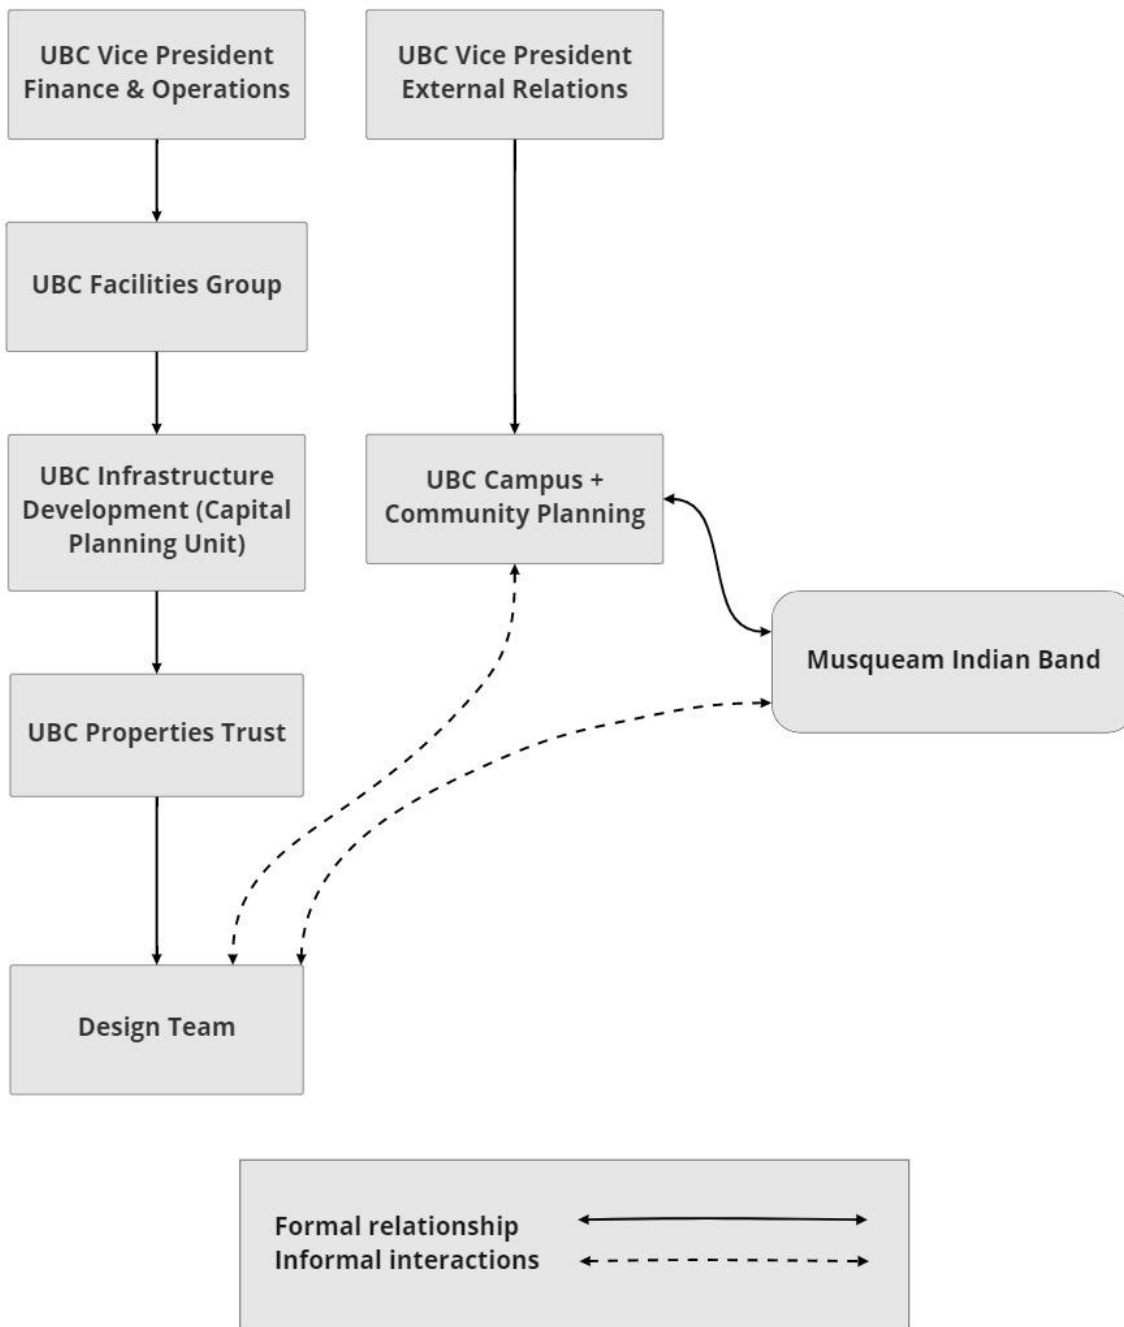 UBC Vice President
Finance & Operations
UBC Vice President
External Relations
UBC Facilities Group
UBC Infrastructure
Development (Capital
Planning Unit)
UBC Campus +
Community Planning
Musqueam Indian Band
UBC Properties Trust
Design Team
Formal relationship
Informal interactions